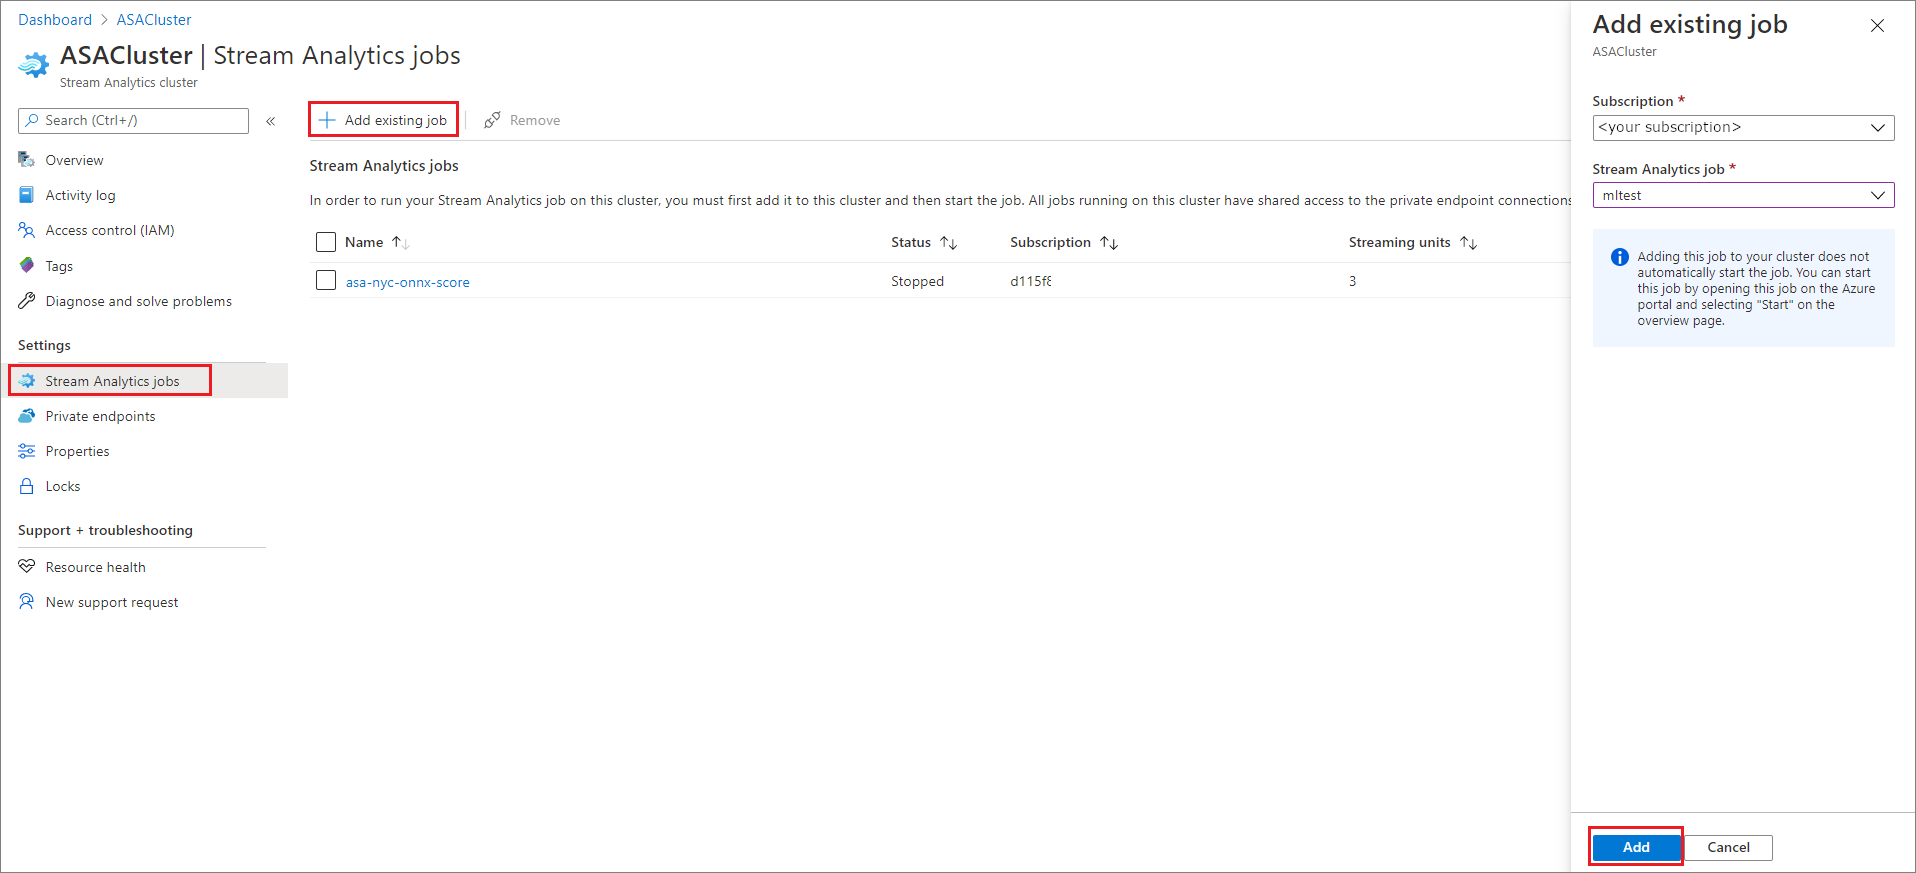 Dashboard > ASACluster
ASACluster | Stream Analytics jobs
Stream Analytics cluster
Search (Ctrl+/)
«
Overview
Activity log
Access control (IAM)
Tags
Diagnose and solve problems
Settings
Stream Analytics jobs
Private endpoints
Properties
Locks
Support + troubleshooting
Resource health
New support request
Add existing job
Remove
Stream Analytics jobs
In order to run your Stream Analytics job on this cluster, you must first add it to this cluster and then start the job. All jobs running on this cluster have shared access to the private endpoint connections
Name Status Subscription Streaming units
asa-nyc-onnx-score Stopped d115f8 3
Add existing job
ASACluster
Subscription *
<your subscription>
Stream Analytics job *
mltest
Adding this job to your cluster does not
automatically start the job. You can start
this job by opening this job on the Azure
portal and selecting "Start" on the
overview page.
Add Cancel